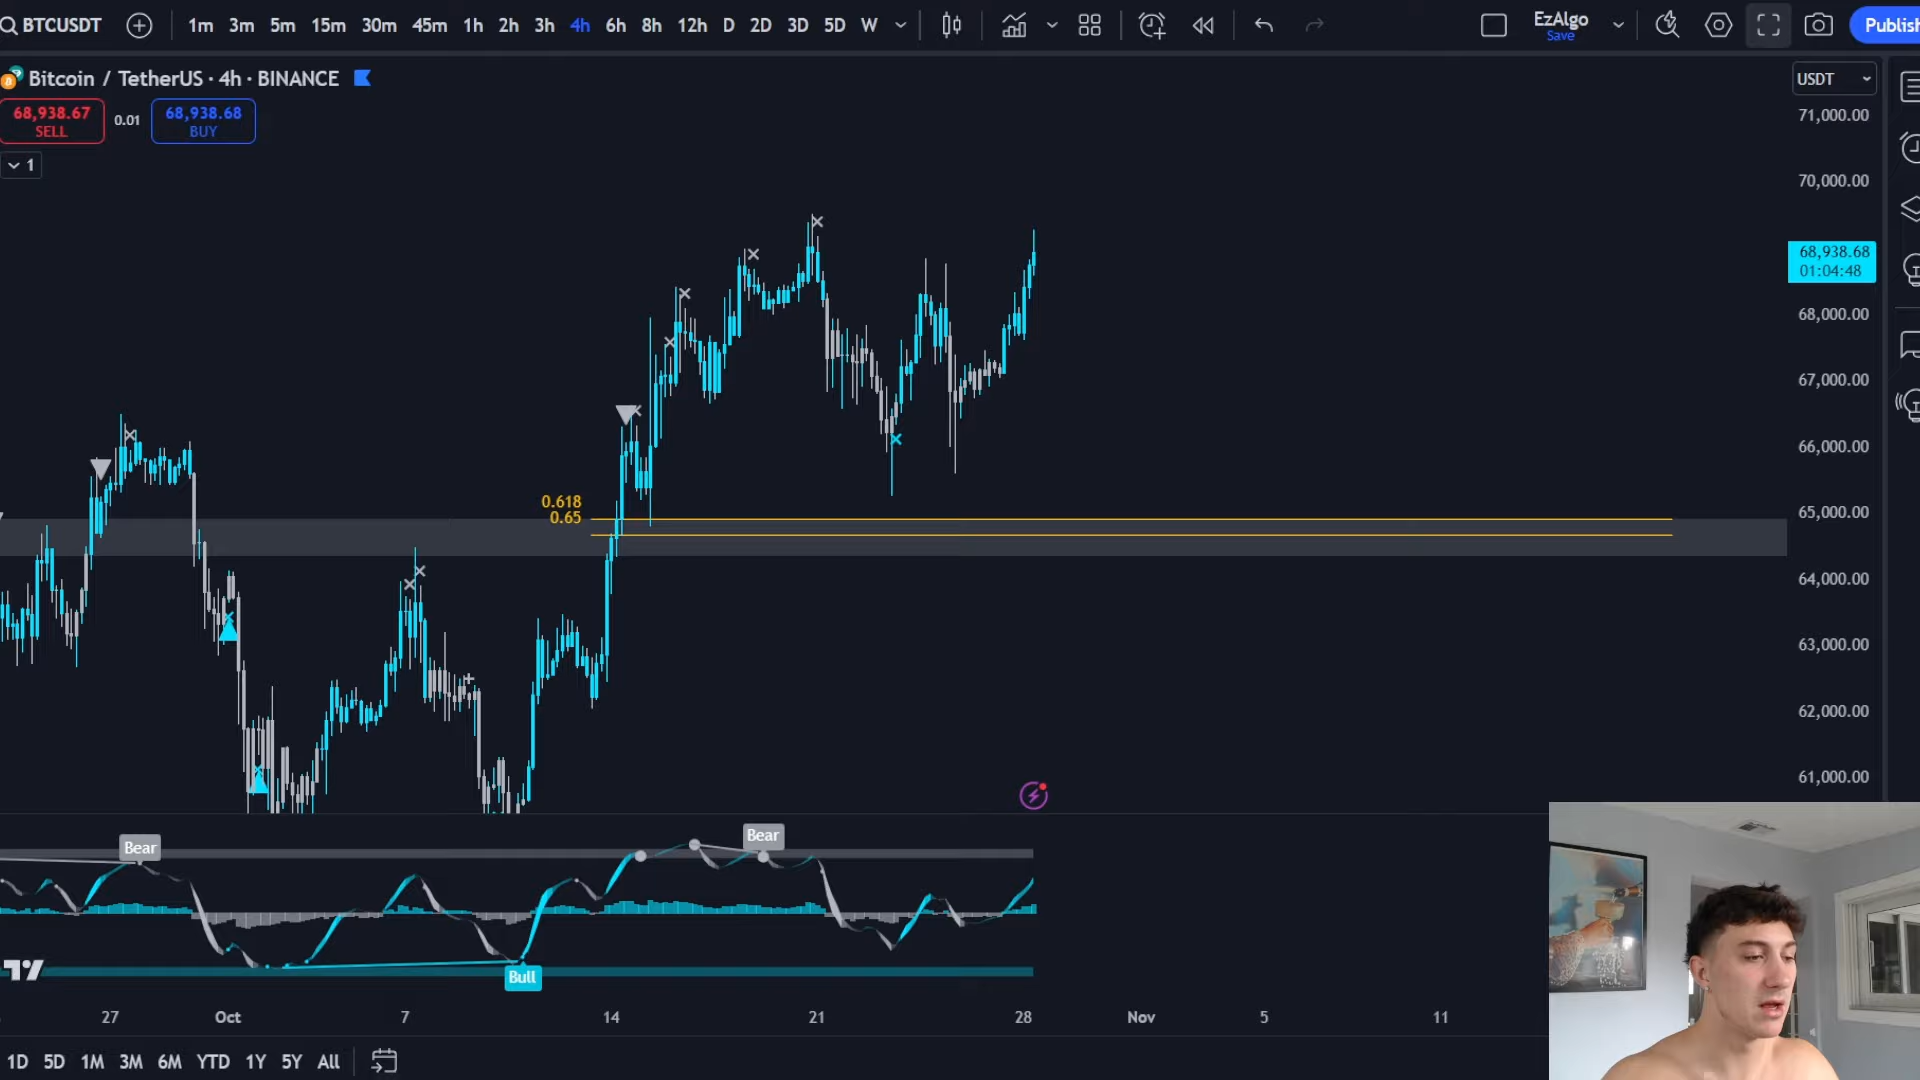 BTCUSDT 1m 3m 5m 15m 30m 45m 1h 2h 3h 4h 6h 8h 12h D 2D 3D 5D W
EzAlgo
Save
Publish
Bitcoin / TetherUS · 4h · BINANCE
USDT
68,938.67
SELL
0.01
68,938.68
BUY
1
71,000.00
70,000.00
68,938.68
01:04:48
68,000.00
67,000.00
66,000.00
65,000.00
64,000.00
63,000.00
62,000.00
61,000.00
0.618
0.65
Bear
Bear
Bull
27 Oct 7 14 21 28 Nov 5 11
1D 5D 1M 3M 6M YTD 1Y 5Y All